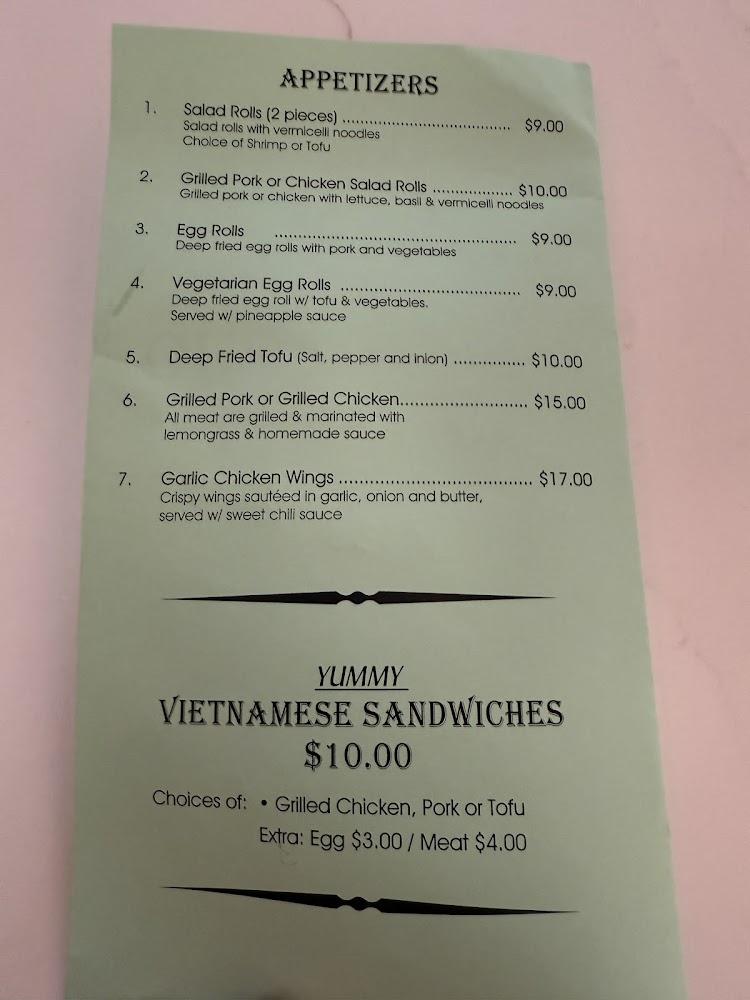 APPETIZERS
1. Salad Rolls (2 pieces) .................................... $9.00
Salad rolls with vermicelli noodles
Choice of Shrimp or Tofu
2. Grilled Pork or Chicken Salad Rolls ................. $10.00
Grilled pork or chicken with lettuce, basil & vermicelli noodles
3. Egg Rolls .................................................... $9.00
Deep fried egg rolls with pork and vegetables
4. Vegetarian Egg Rolls ..................................... $9.00
Deep fried egg roll w/ tofu & vegetables.
Served w/ pineapple sauce
5. Deep Fried Tofu (Salt, pepper and inion) .............. $10.00
6. Grilled Pork or Grilled Chicken......................... $15.00
All meat are grilled & marinated with
lemongrass & homemade sauce
7. Garlic Chicken Wings ...................................... $17.00
Crispy wings sautéed in garlic, onion and butter,
served w/ sweet chili sauce
YUMMY
VIETNAMESE SANDWICHES
$10.00
Choices of: • Grilled Chicken, Pork or Tofu
Extra: Egg $3.00 / Meat $4.00